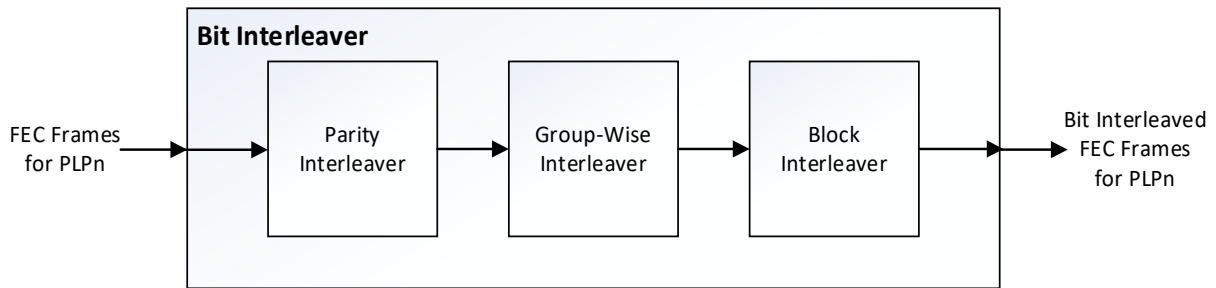 Bit Interleaver
FEC Frames
for PLPn
Parity
Interleaver
Group-Wise
Interleaver
Block
Interleaver
Bit Interleaved
FEC Frames
for PLPn